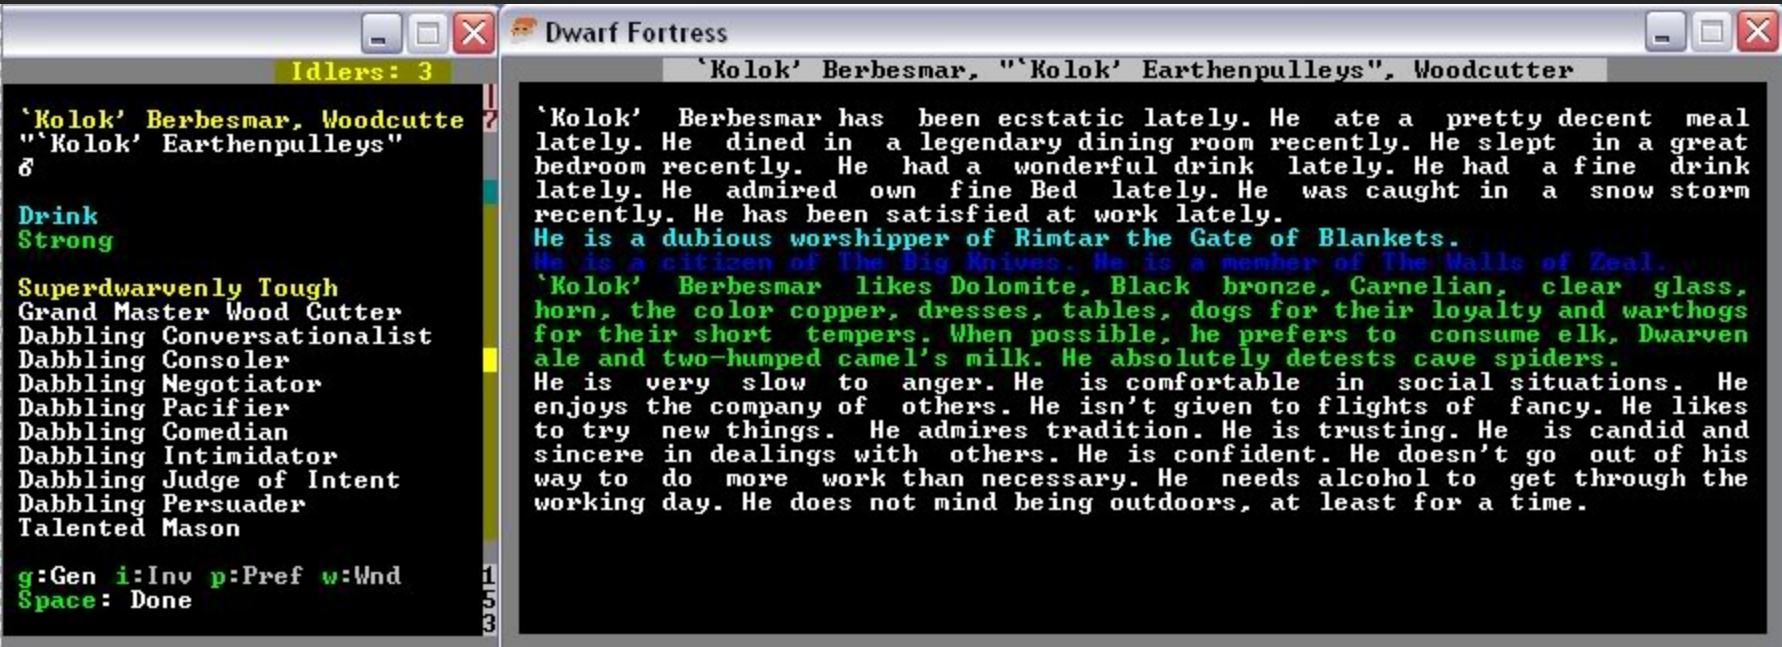 Idlers: 3
`Kolok' Berbesmar, Woodcutte
"`Kolok' Earthenpulleys"
♂
Drink
Strong
Superdwarvenly Tough
Grand Master Wood Cutter
Dabbling Conversationalist
Dabbling Consoler
Dabbling Negotiator
Dabbling Pacifier
Dabbling Comedian
Dabbling Intimidator
Dabbling Judge of Intent
Dabbling Persuader
Talented Mason
g:Gen i:Inv p:Pref w:Wnd
Space: Done
7
1
5
3
Dwarf Fortress
`Kolok' Berbesmar, "`Kolok' Earthenpulleys", Woodcutter
`Kolok' Berbesmar has been ecstatic lately. He ate a pretty decent meal
lately. He dined in a legendary dining room recently. He slept in a great
bedroom recently. He had a wonderful drink lately. He had a fine drink
lately. He admired own fine Bed lately. He was caught in a snow storm
recently. He has been satisfied at work lately.
He is a dubious worshipper of Rimtar the Gate of Blankets.
He is a citizen of The Big Knives. He is a member of The Walls of Zeal.
`Kolok' Berbesmar likes Dolomite, Black bronze, Carnelian, clear glass,
horn, the color copper, dresses, tables, dogs for their loyalty and warthogs
for their short tempers. When possible, he prefers to consume elk, Dwarven
ale and two-humped camel's milk. He absolutely detests cave spiders.
He is very slow to anger. He is comfortable in social situations. He
enjoys the company of others. He isn't given to flights of fancy. He likes
to try new things. He admires tradition. He is trusting. He is candid and
sincere in dealings with others. He is confident. He doesn't go out of his
way to do more work than necessary. He needs alcohol to get through the
working day. He does not mind being outdoors, at least for a time.